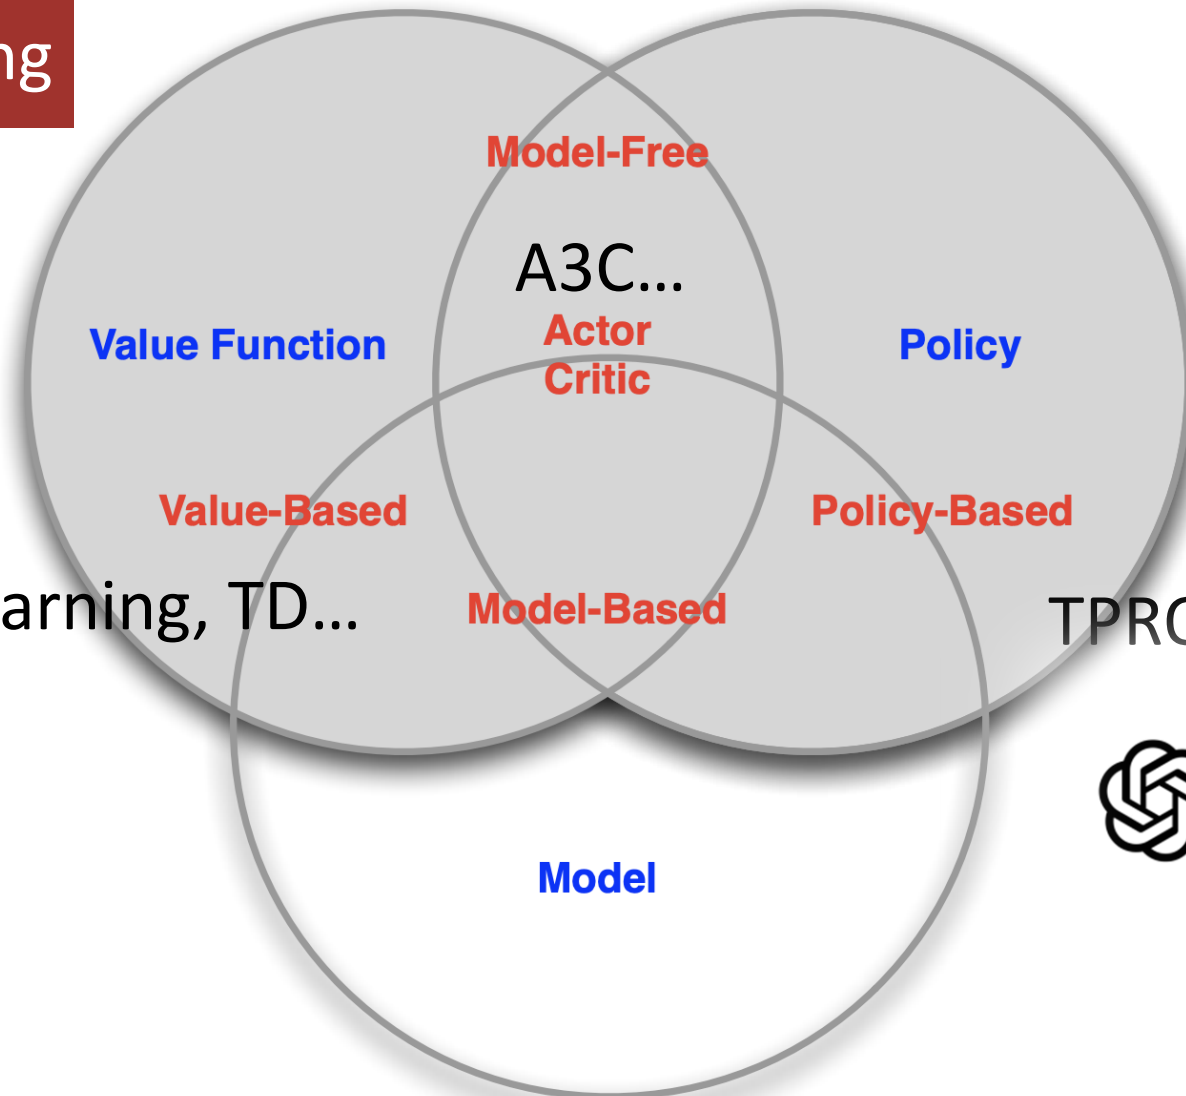 ng
Model-Free
A3C...
Actor
Critic
Value Function
Policy
Value-Based
Policy-Based
arning, TD...
Model-Based
TPRO
Model